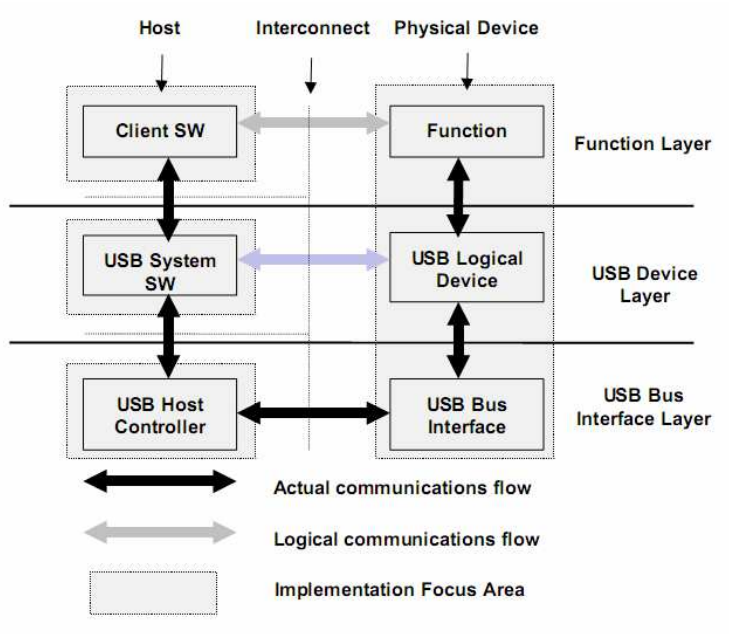 Host
Interconnect
Physical Device
Client SW
Function
Function Layer
USB System
SW
USB Logical
Device
USB Device
Layer
USB Host
Controller
USB Bus
Interface
USB Bus
Interface Layer
Actual communications flow
Logical communications flow
Implementation Focus Area